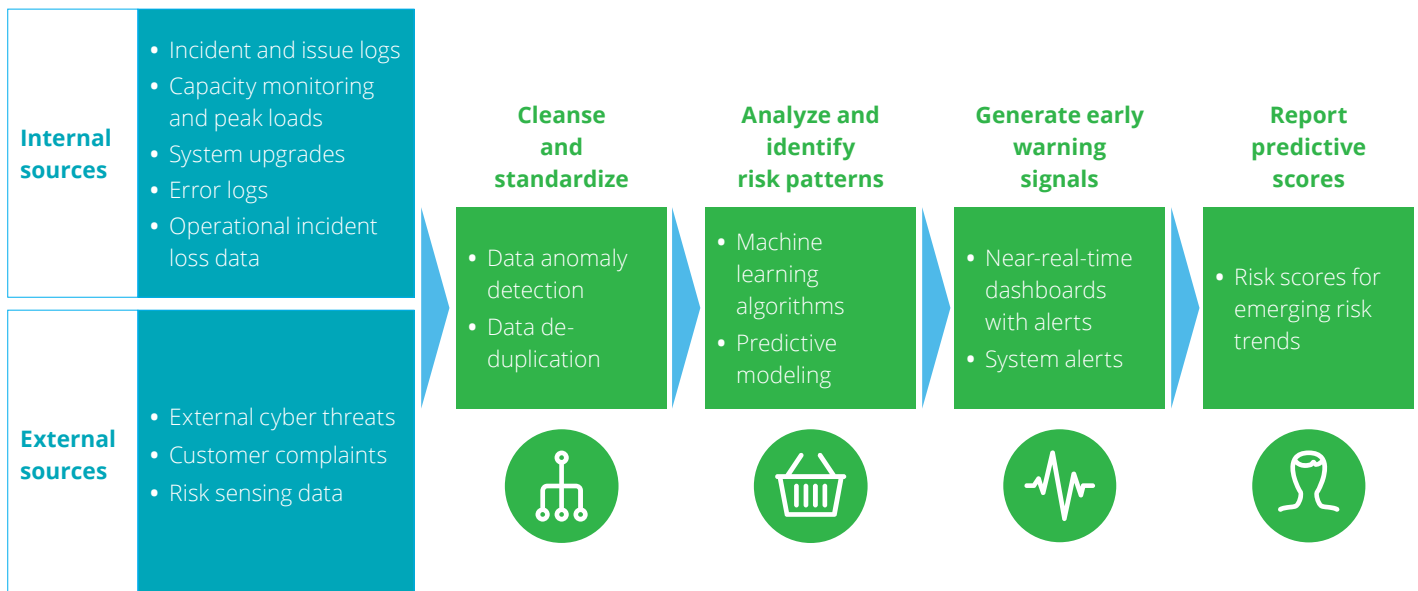 Internal
sources
• Incident and issue logs
• Capacity monitoring
and peak loads
• System upgrades
• Error logs
• Operational incident
loss data
External
sources
• External cyber threats
• Customer complaints
• Risk sensing data
Cleanse
and
standardize
• Data anomaly
detection
• Data de-
duplication
Analyze and
identify
risk patterns
• Machine
learning
algorithms
• Predictive
modeling
Generate early
warning
signals
• Near-real-time
dashboards
with alerts
• System alerts
Report
predictive
scores
• Risk scores for
emerging risk
trends